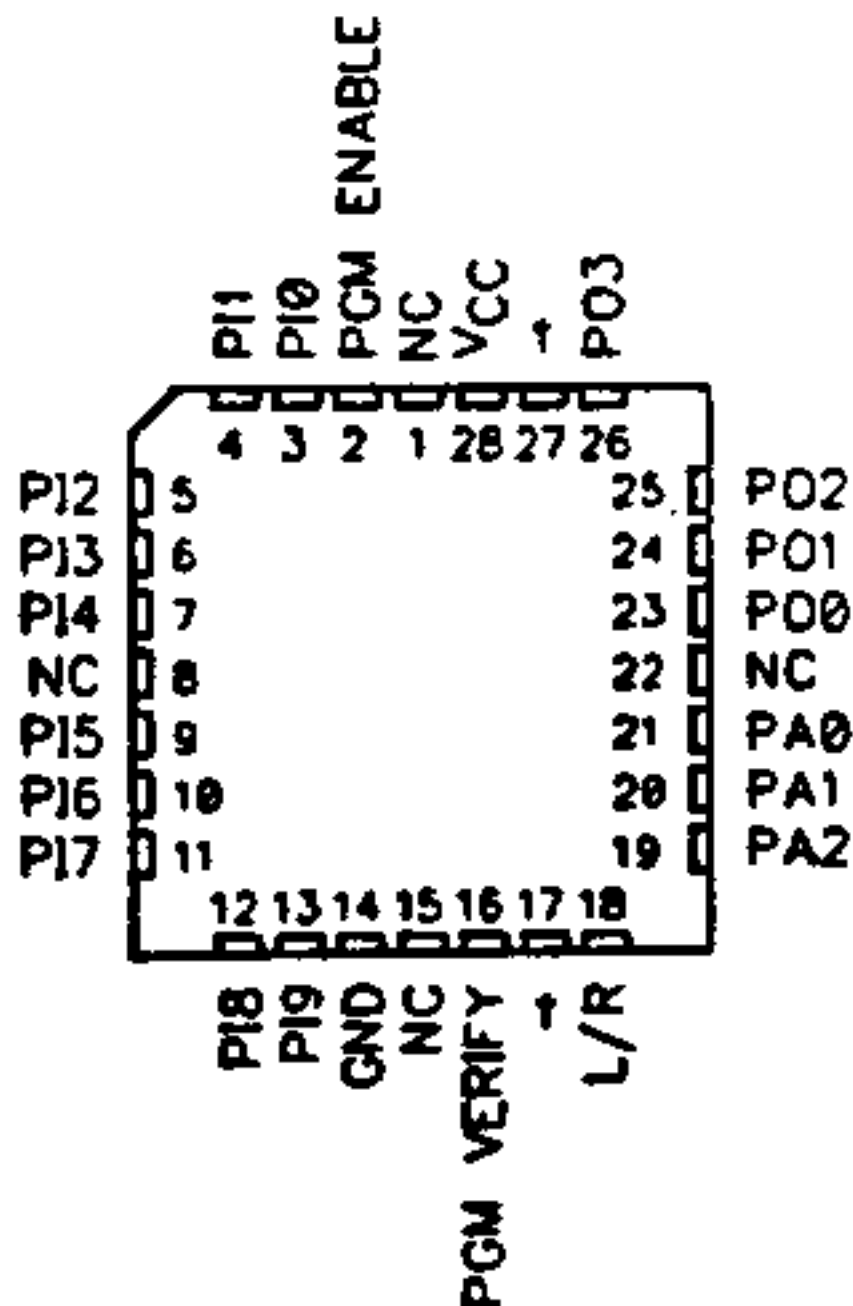 PGM ENABLE
PI1
PI0
NC
VCC
†
PO3
4 3 2 1 28 27 26
PI2 5
PI3 6
PI4 7
NC 8
PI5 9
PI6 10
PI7 11
25 PO2
24 PO1
23 PO0
22 NC
21 PA0
20 PA1
19 PA2
12 13 14 15 16 17 18
PI8
PI9
GND
NC
PGM VERIFY
†
L/R